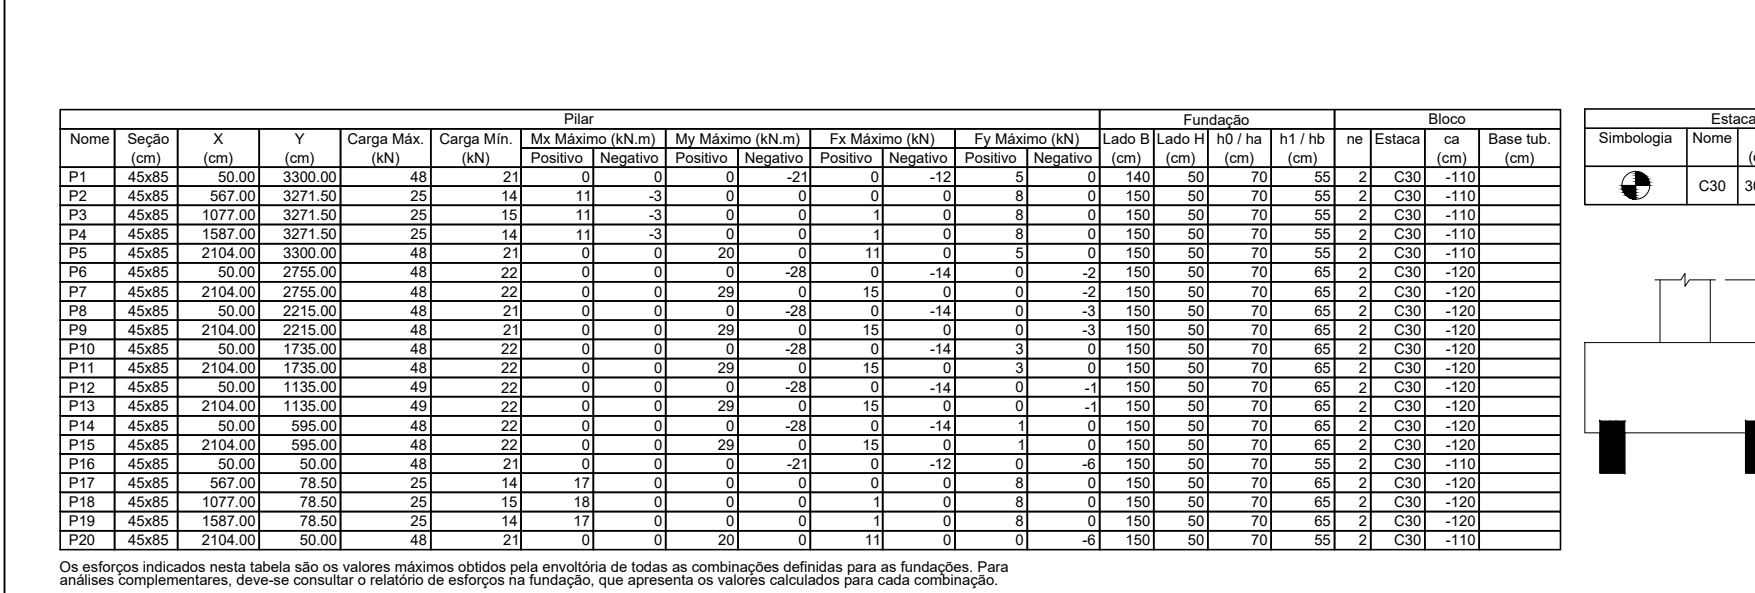 Pilar Fundação Bloco
Nome Seção X Y Carga Máx. Carga Mín. Mx Máximo (kN.m) My Máximo (kN.m) Fx Máximo (kN) Fy Máximo (kN) Lado B Lado H h0 / ha h1 / hb ne Estaca ca Base tub.
(cm) (cm) (cm) (kN) (kN) Positivo Negativo Positivo Negativo Positivo Negativo Positivo Negativo (cm) (cm) (cm) (cm) (cm) (cm)
P1 45x85 50.00 3300.00 48 21 0 0 0 -21 0 -12 5 0 140 50 70 55 2 C30 -110
P2 45x85 567.00 3271.50 25 14 11 -3 0 0 0 0 8 0 150 50 70 55 2 C30 -110
P3 45x85 1077.00 3271.50 25 15 11 -3 0 0 1 0 8 0 150 50 70 55 2 C30 -110
P4 45x85 1587.00 3271.50 25 14 11 -3 0 0 1 0 8 0 150 50 70 55 2 C30 -110
P5 45x85 2104.00 3300.00 48 21 0 0 20 0 11 0 5 0 150 50 70 55 2 C30 -110
P6 45x85 50.00 2755.00 48 22 0 0 0 -28 0 -14 0 -2 150 50 70 65 2 C30 -120
P7 45x85 2104.00 2755.00 48 22 0 0 29 0 15 0 0 -2 150 50 70 65 2 C30 -120
P8 45x85 50.00 2215.00 48 21 0 0 0 -28 0 -14 0 -3 150 50 70 65 2 C30 -120
P9 45x85 2104.00 2215.00 48 21 0 0 29 0 15 0 0 -3 150 50 70 65 2 C30 -120
P10 45x85 50.00 1735.00 48 22 0 0 0 -28 0 -14 3 0 150 50 70 65 2 C30 -120
P11 45x85 2104.00 1735.00 48 22 0 0 29 0 15 0 3 0 150 50 70 65 2 C30 -120
P12 45x85 50.00 1135.00 49 22 0 0 0 -28 0 -14 0 -1 150 50 70 65 2 C30 -120
P13 45x85 2104.00 1135.00 49 22 0 0 29 0 15 0 0 -1 150 50 70 65 2 C30 -120
P14 45x85 50.00 595.00 48 22 0 0 0 -28 0 -14 1 0 150 50 70 65 2 C30 -120
P15 45x85 2104.00 595.00 48 22 0 0 29 0 15 0 1 0 150 50 70 65 2 C30 -120
P16 45x85 50.00 50.00 48 21 0 0 0 -21 0 -12 0 -6 150 50 70 55 2 C30 -110
P17 45x85 567.00 78.50 25 14 17 0 0 0 0 0 8 0 150 50 70 65 2 C30 -120
P18 45x85 1077.00 78.50 25 15 18 0 0 0 1 0 8 0 150 50 70 65 2 C30 -120
P19 45x85 1587.00 78.50 25 14 17 0 0 0 1 0 8 0 150 50 70 65 2 C30 -120
P20 45x85 2104.00 50.00 48 21 0 0 20 0 11 0 0 -6 150 50 70 55 2 C30 -110
Os esforços indicados nesta tabela são os valores máximos obtidos pela envoltória de todas as combinações definidas para as fundações. Para
análises complementares, deve-se consultar o relatório de esforços na fundação, que apresenta os valores calculados para cada combinação.
Estaca
Simbologia Nome
C30